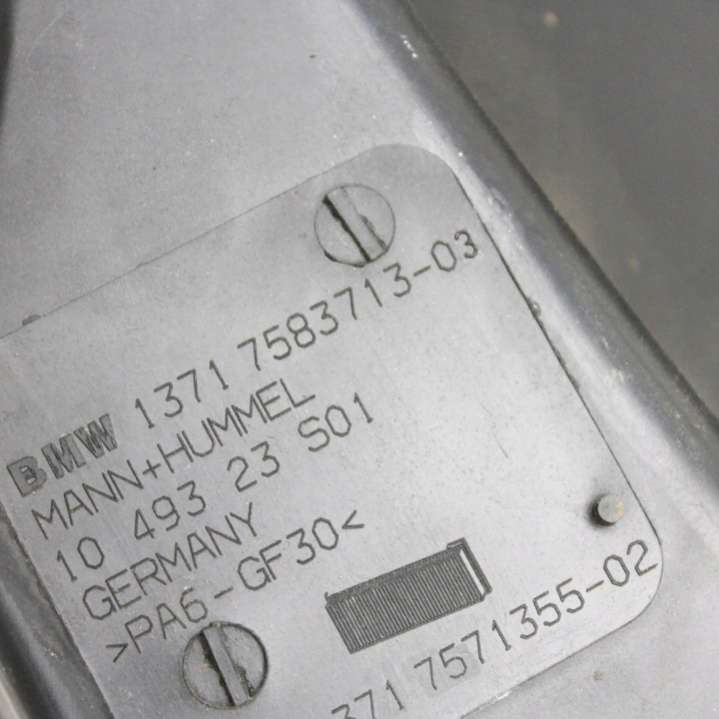 BMW 1371 7583713-03
MANN+HUMMEL
10 493 23 S01
GERMANY
>PA6-GF30<
371 7571355-02